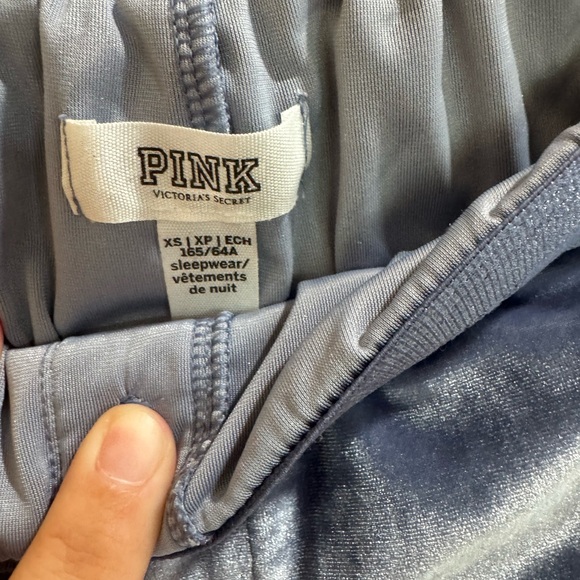 PINK
VICTORIA'S SECRET
XS | XP | ECH
165/64A
sleepwear/
vêtements
de nuit